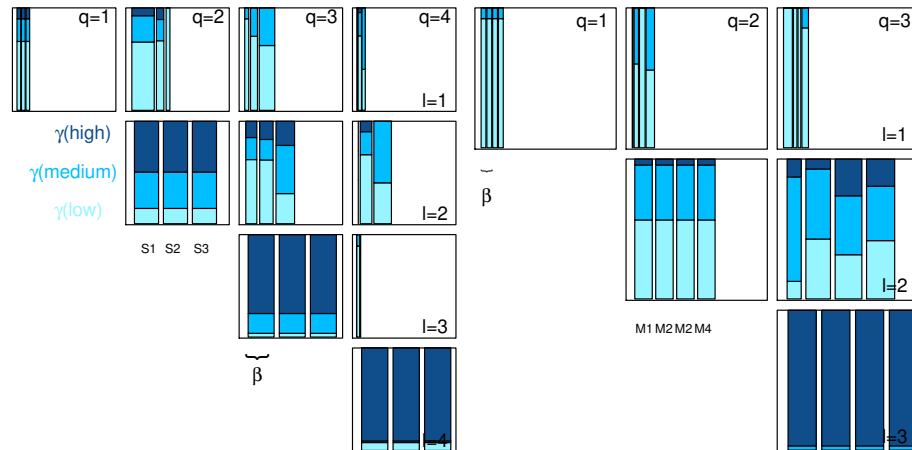 q=1 q=2 q=3 q=4 q=1 q=2 q=3
l=1 l=1
γ(high)
γ(medium)
γ(low)
l=2 l=2
β
S1 S2 S3
M1 M2 M2 M4
l=3
β
l=4 l=3